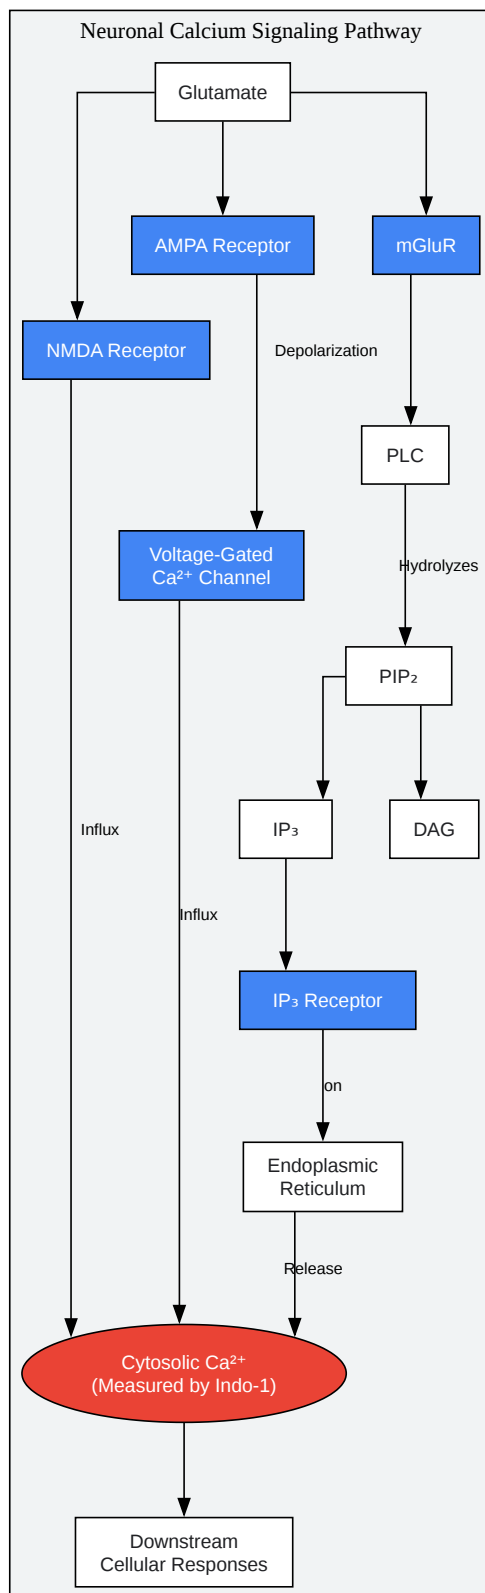 Neuronal Calcium Signaling Pathway
Glutamate
AMPA Receptor
mGluR
NMDA Receptor
Depolarization
PLC
Voltage-Gated
Ca²⁺ Channel
Hydrolyzes
PIP₂
Influx
IP₃
DAG
Influx
IP₃ Receptor
on
Endoplasmic
Reticulum
Release
Cytosolic Ca²⁺
(Measured by Indo-1)
Downstream
Cellular Responses